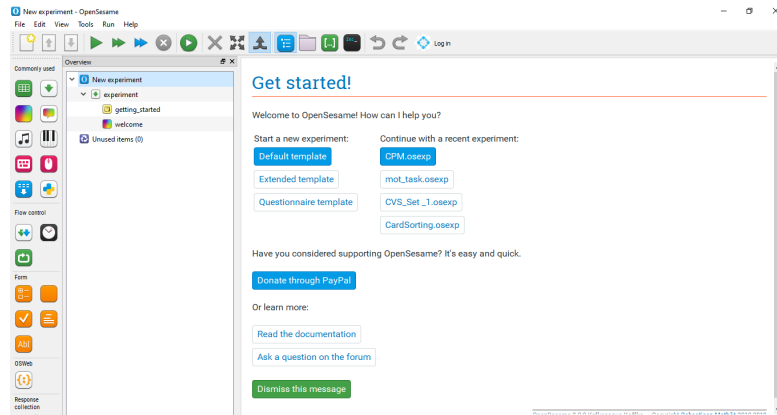 New experiment - OpenSesame
File Edit View Tools Run Help
Log in
Commonly used
Overview
New experiment
experiment
getting_started
welcome
Unused items (0)
Flow control
Form
Abl
OSWeb
Response
collection
Get started!
Welcome to OpenSesame! How can I help you?
Start a new experiment:
Default template
Extended template
Questionnaire template
Continue with a recent experiment:
CPM.osexp
mot_task.osexp
CVS_Set _1.osexp
CardSorting.osexp
Have you considered supporting OpenSesame? It's easy and quick.
Donate through PayPal
Or learn more:
Read the documentation
Ask a question on the forum
Dismiss this message